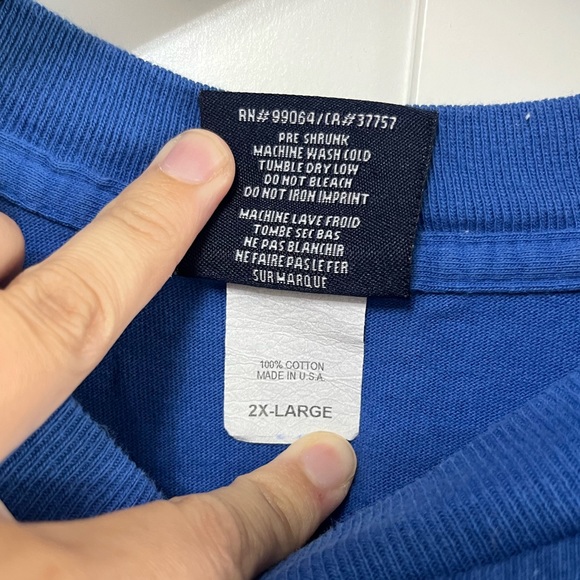 RN#99064/CA#37757
PRE SHRUNK
MACHINE WASH COLD
TUMBLE DRY LOW
DO NOT BLEACH
DO NOT IRON IMPRINT
MACHINE LAVE FROID
TOMBE SEC BAS
NE PAS BLANCHIR
NE FAIRE PAS LE FER
SUR MARQUE
100% COTTON
MADE IN U.S.A.
2X-LARGE